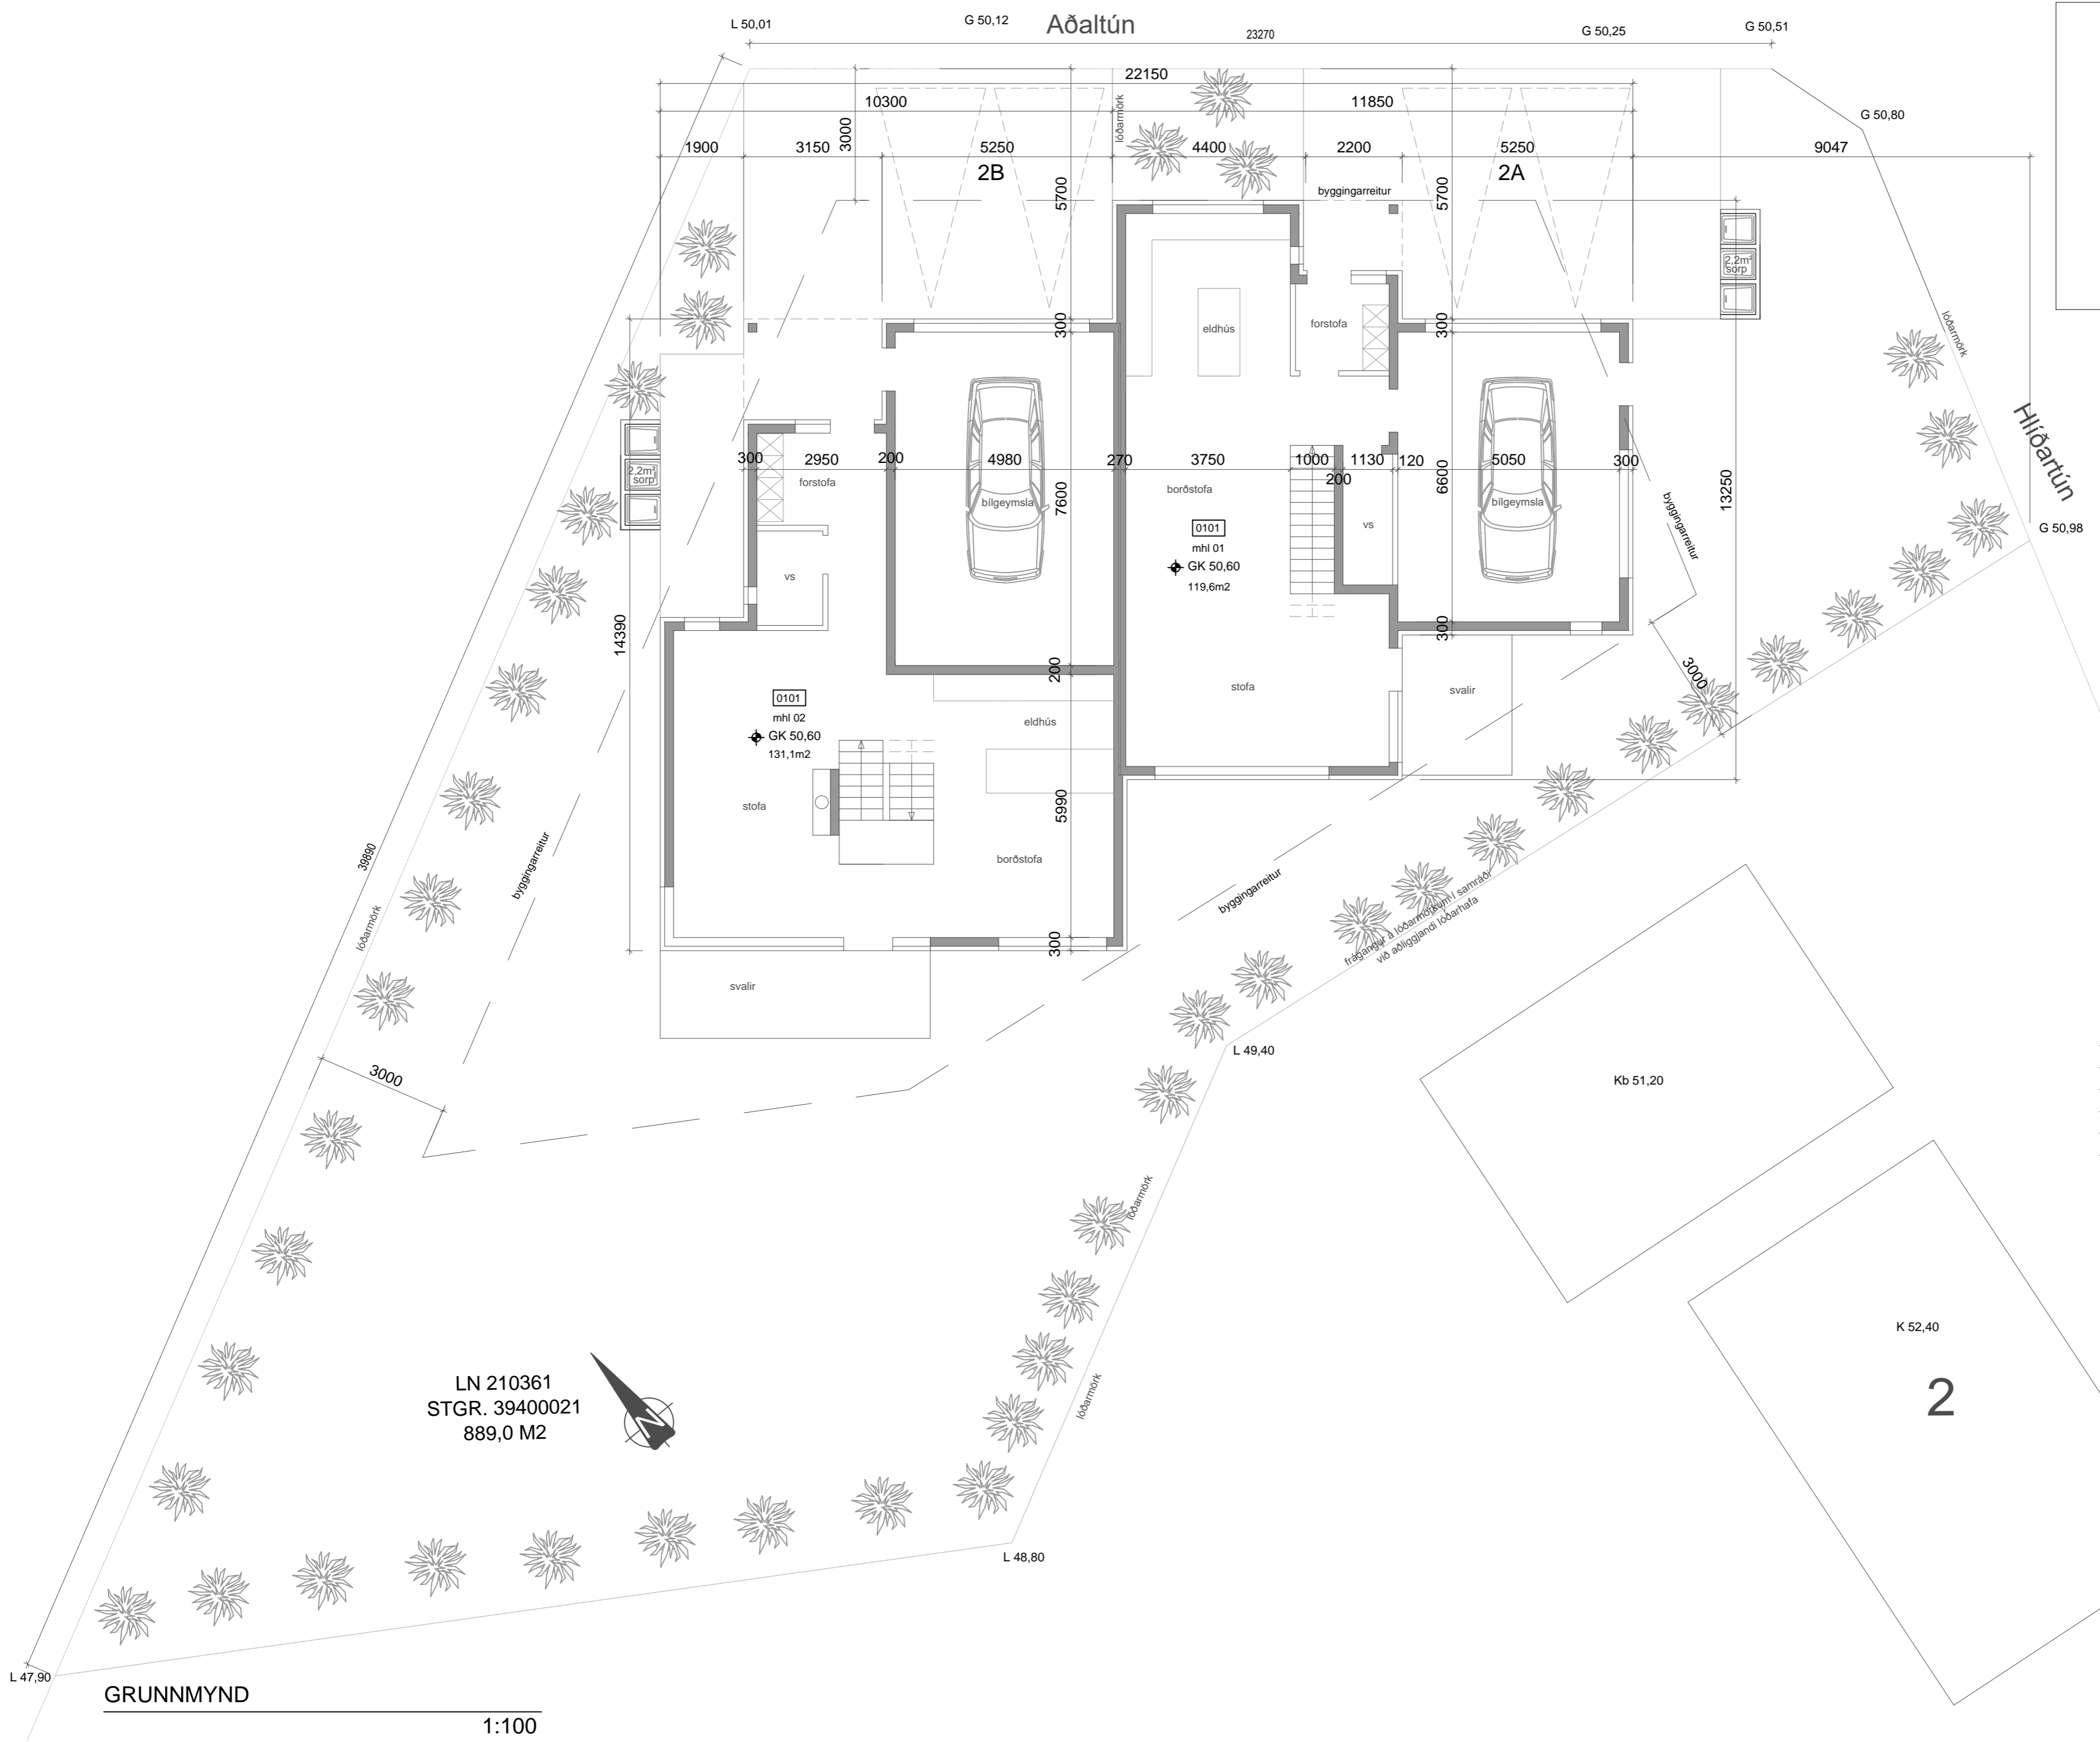 Aðaltún
L 50,01
G 50,12
23270
G 50,25
G 50,51
22150
10300
11850
G 50,80
lóðarmörk
3000
1900
3150
5250
4400
2200
5250
9047
2B
2A
5700
5700
byggingarreitur
2,2m²
sorp
300
300
eldhús
forstofa
lóðarmörk
Hlíðartún
300
2950
200
4980
270
3750
1000
200
1130
120
5050
300
2,2m²
sorp
forstofa
bílgeymsla
7600
borðstofa
6600
bílgeymsla
13250
byggingarreitur
0101
mhl 01
GK 50,60
119,6m2
vs
G 50,98
vs
14390
300
200
3000
stofa
svalir
0101
mhl 02
GK 50,60
131,1m2
eldhús
stofa
5990
borðstofa
39890
byggingarreitur
lóðarmörk
byggingarreitur
frágangur á lóðarmörkum í samráði
við aðliggjandi lóðarhafa
300
svalir
3000
L 49,40
Kb 51,20
lóðarmörk
K 52,40
2
LN 210361
STGR. 39400021
889,0 M2
N
lóðarmörk
L 48,80
L 47,90
GRUNNMYND
1:100